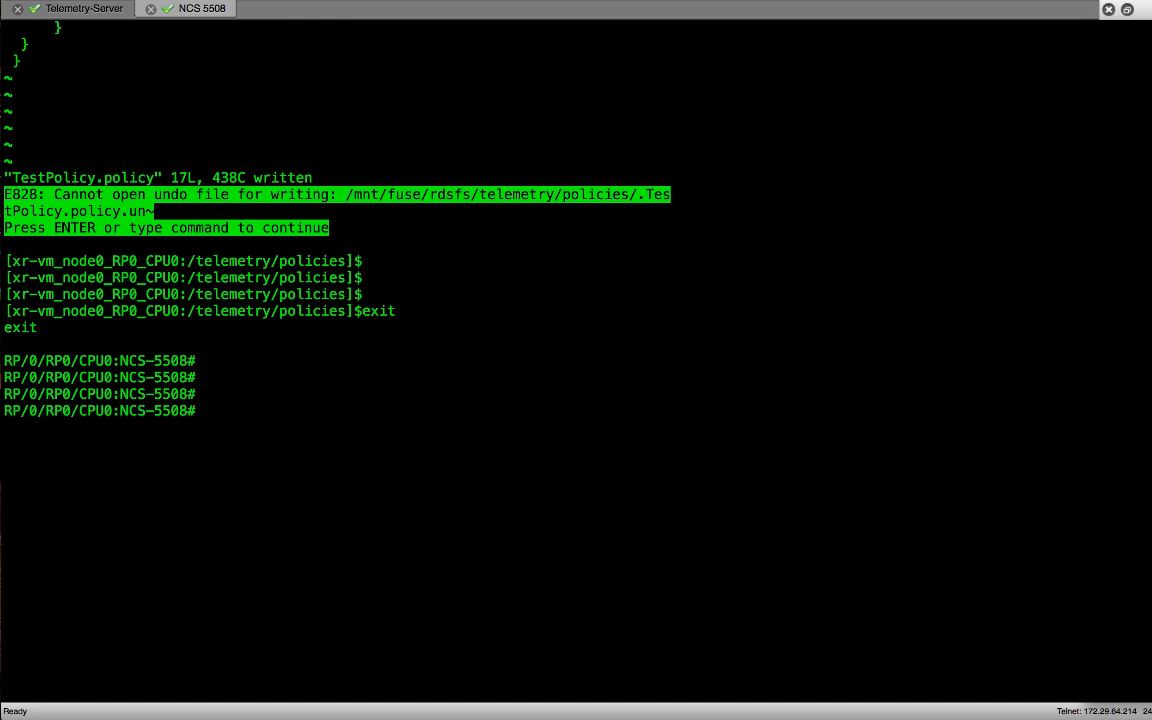 Telemetry-Server NCS 5508
}
}
}
~
~
~
~
~
~
"TestPolicy.policy" 17L, 438C written
E828: Cannot open undo file for writing: /mnt/fuse/rdsfs/telemetry/policies/.Tes
tPolicy.policy.un~
Press ENTER or type command to continue
[xr-vm_node0_RP0_CPU0:/telemetry/policies]$
[xr-vm_node0_RP0_CPU0:/telemetry/policies]$
[xr-vm_node0_RP0_CPU0:/telemetry/policies]$
[xr-vm_node0_RP0_CPU0:/telemetry/policies]$exit
exit
RP/0/RP0/CPU0:NCS-5508#
RP/0/RP0/CPU0:NCS-5508#
RP/0/RP0/CPU0:NCS-5508#
RP/0/RP0/CPU0:NCS-5508#
Ready Telnet: 172.29.64.214 24